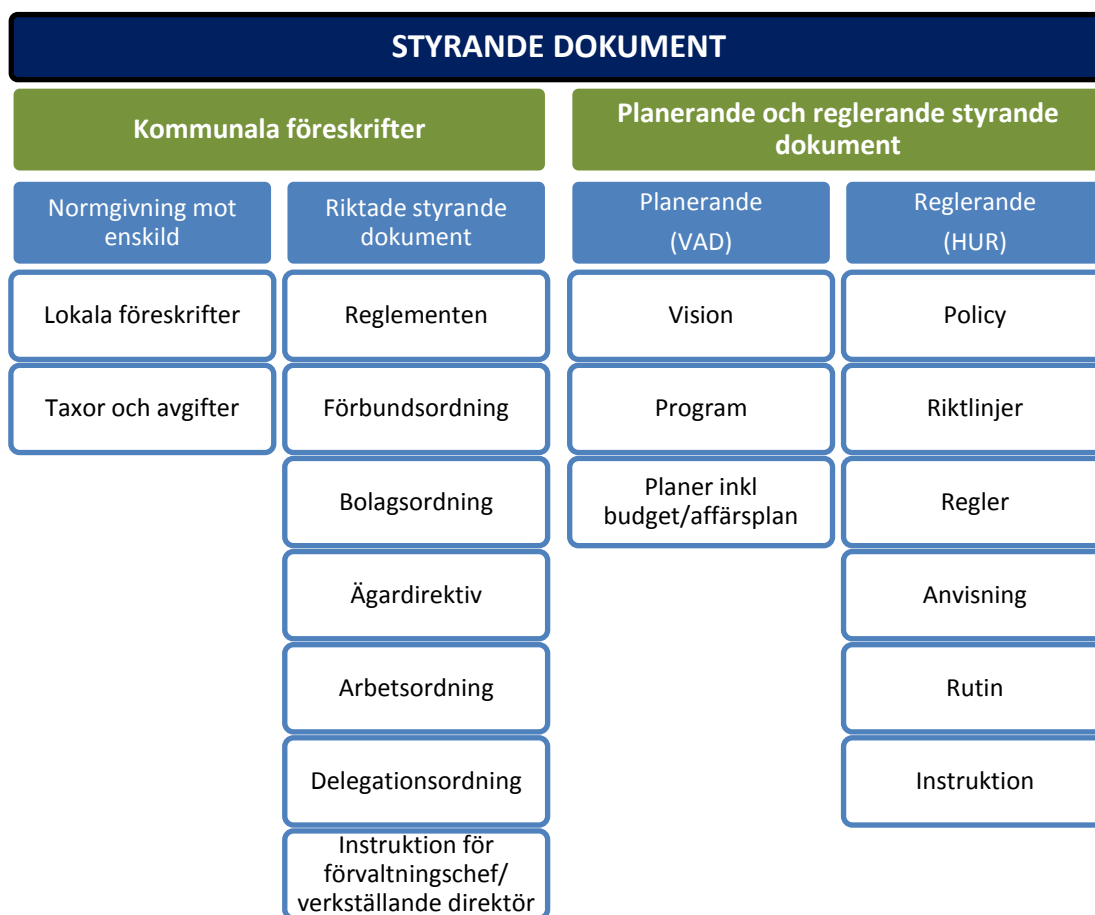 STYRANDE DOKUMENT
Kommunala föreskrifter
Planerande och reglerande styrande
dokument
Normgivning mot
enskild
Riktade styrande
dokument
Planerande
(VAD)
Reglerande
(HUR)
Lokala föreskrifter
Taxor och avgifter
Reglementen
Förbundsordning
Bolagsordning
Ägardirektiv
Arbetsordning
Delegationsordning
Instruktion för
förvaltningschef/
verkställande direktör
Vision
Program
Planer inkl
budget/affärsplan
Policy
Riktlinjer
Regler
Anvisning
Rutin
Instruktion